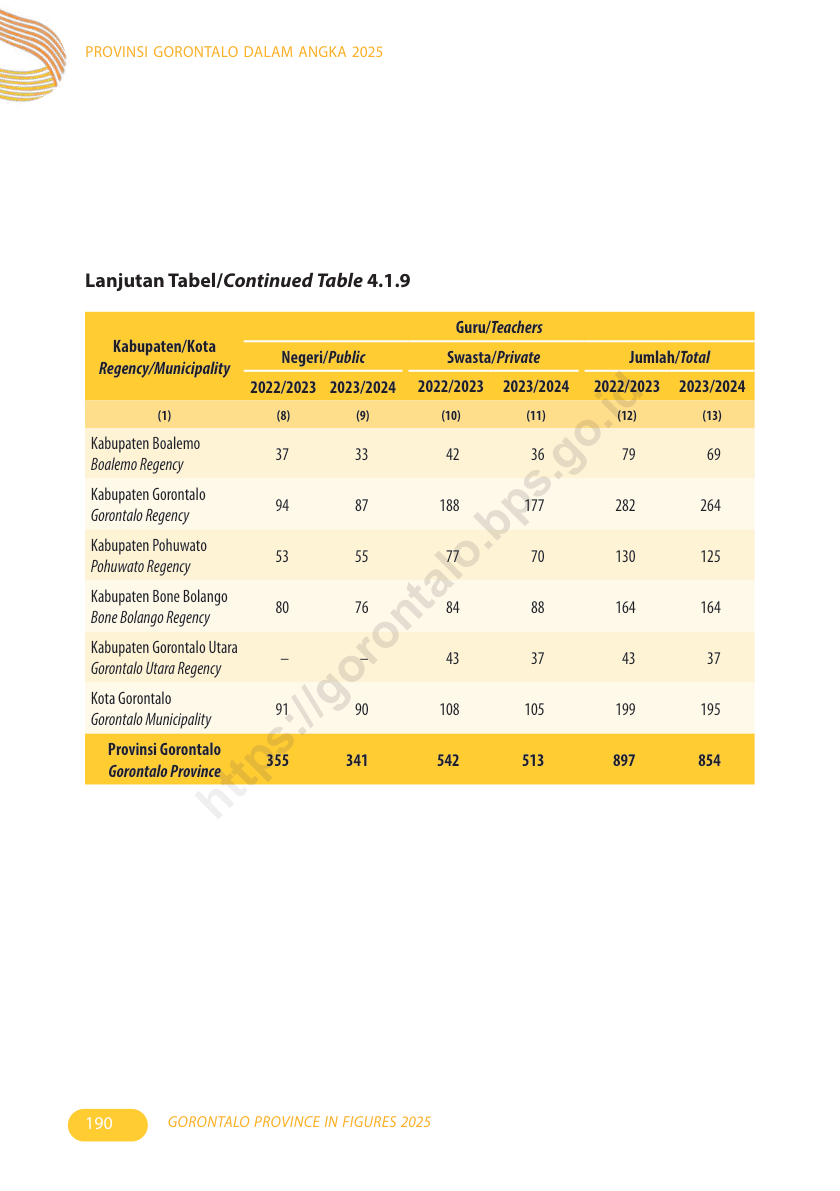 PROVINSI GORONTALO DALAM ANGKA 2025
Lanjutan Tabel/Continued Table 4.1.9
Kabupaten/Kota
Regency/Municipality
Guru/Teachers
Negeri/Public Swasta/Private Jumlah/Total
2022/2023 2023/2024 2022/2023 2023/2024 2022/2023 2023/2024
(1) (8) (9) (10) (11) (12) (13)
Kabupaten Boalemo
Boalemo Regency
37 33 42 36 79 69
Kabupaten Gorontalo
Gorontalo Regency
94 87 188 177 282 264
Kabupaten Pohuwato
Pohuwato Regency
53 55 77 70 130 125
Kabupaten Bone Bolango
Bone Bolango Regency
80 76 84 88 164 164
Kabupaten Gorontalo Utara
Gorontalo Utara Regency
– – 43 37 43 37
Kota Gorontalo
Gorontalo Municipality
91 90 108 105 199 195
Provinsi Gorontalo
Gorontalo Province
355 341 542 513 897 854
https://gorontalo.bps.go.id
190
GORONTALO PROVINCE IN FIGURES 2025